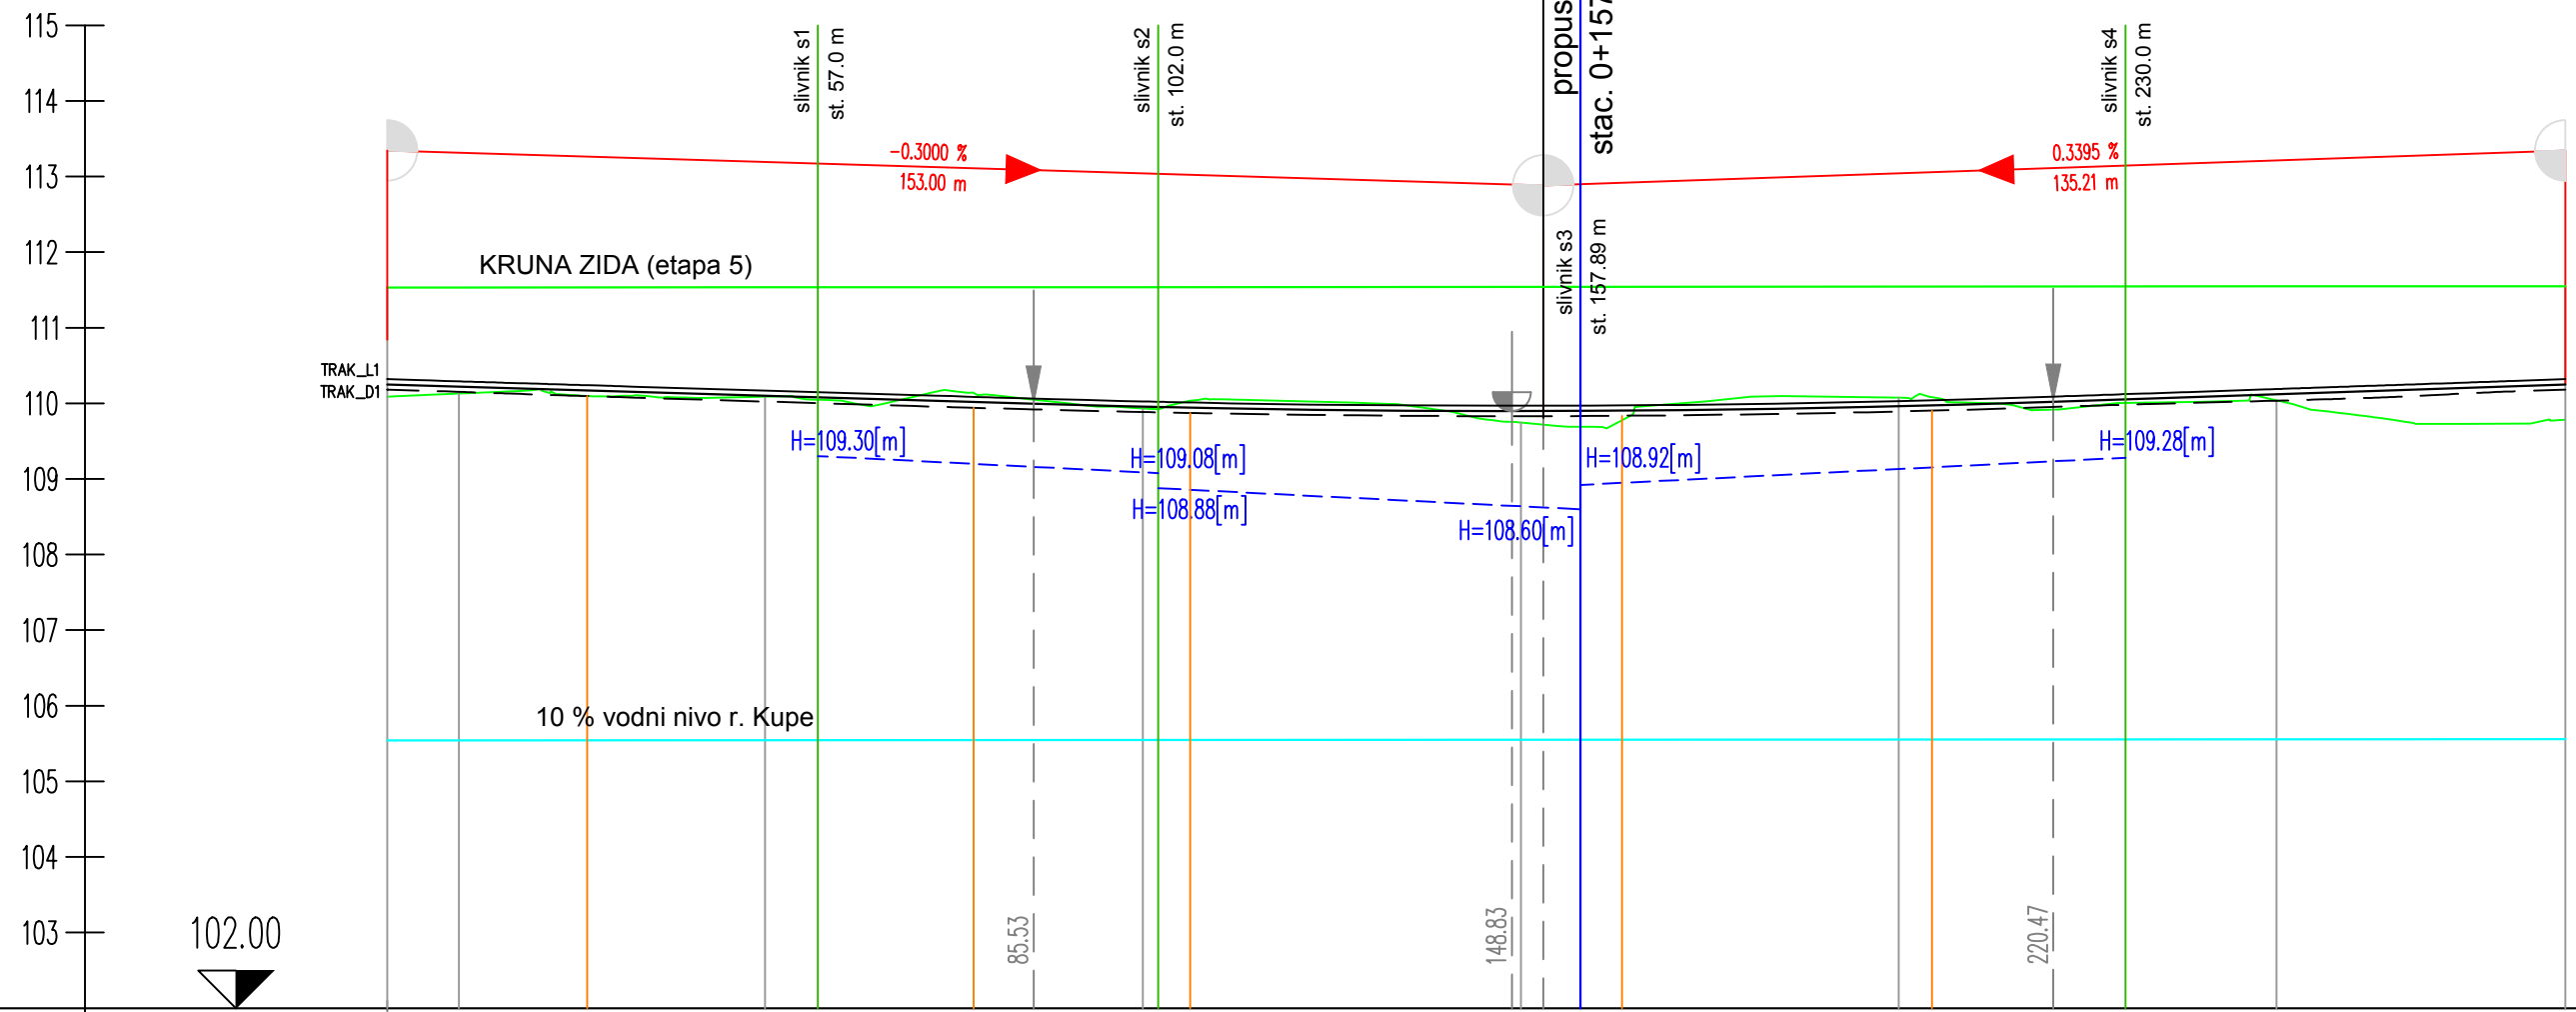 115
114
113
112
111
110
109
108
107
106
105
104
103
102.00
slivnik s1
st. 57.0 m
slivnik s2
st. 102.0 m
propus
stac. 0+157
slivnik s3
st. 157.89 m
slivnik s4
st. 230.0 m
-0.3000 %
153.00 m
0.3395 %
135.21 m
KRUNA ZIDA (etapa 5)
TRAK_L1
TRAK_D1
H=109.30[m]
H=109.08[m]
H=108.88[m]
H=108.60[m]
H=108.92[m]
H=109.28[m]
10 % vodni nivo r. Kupe
85.53
148.83
220.47